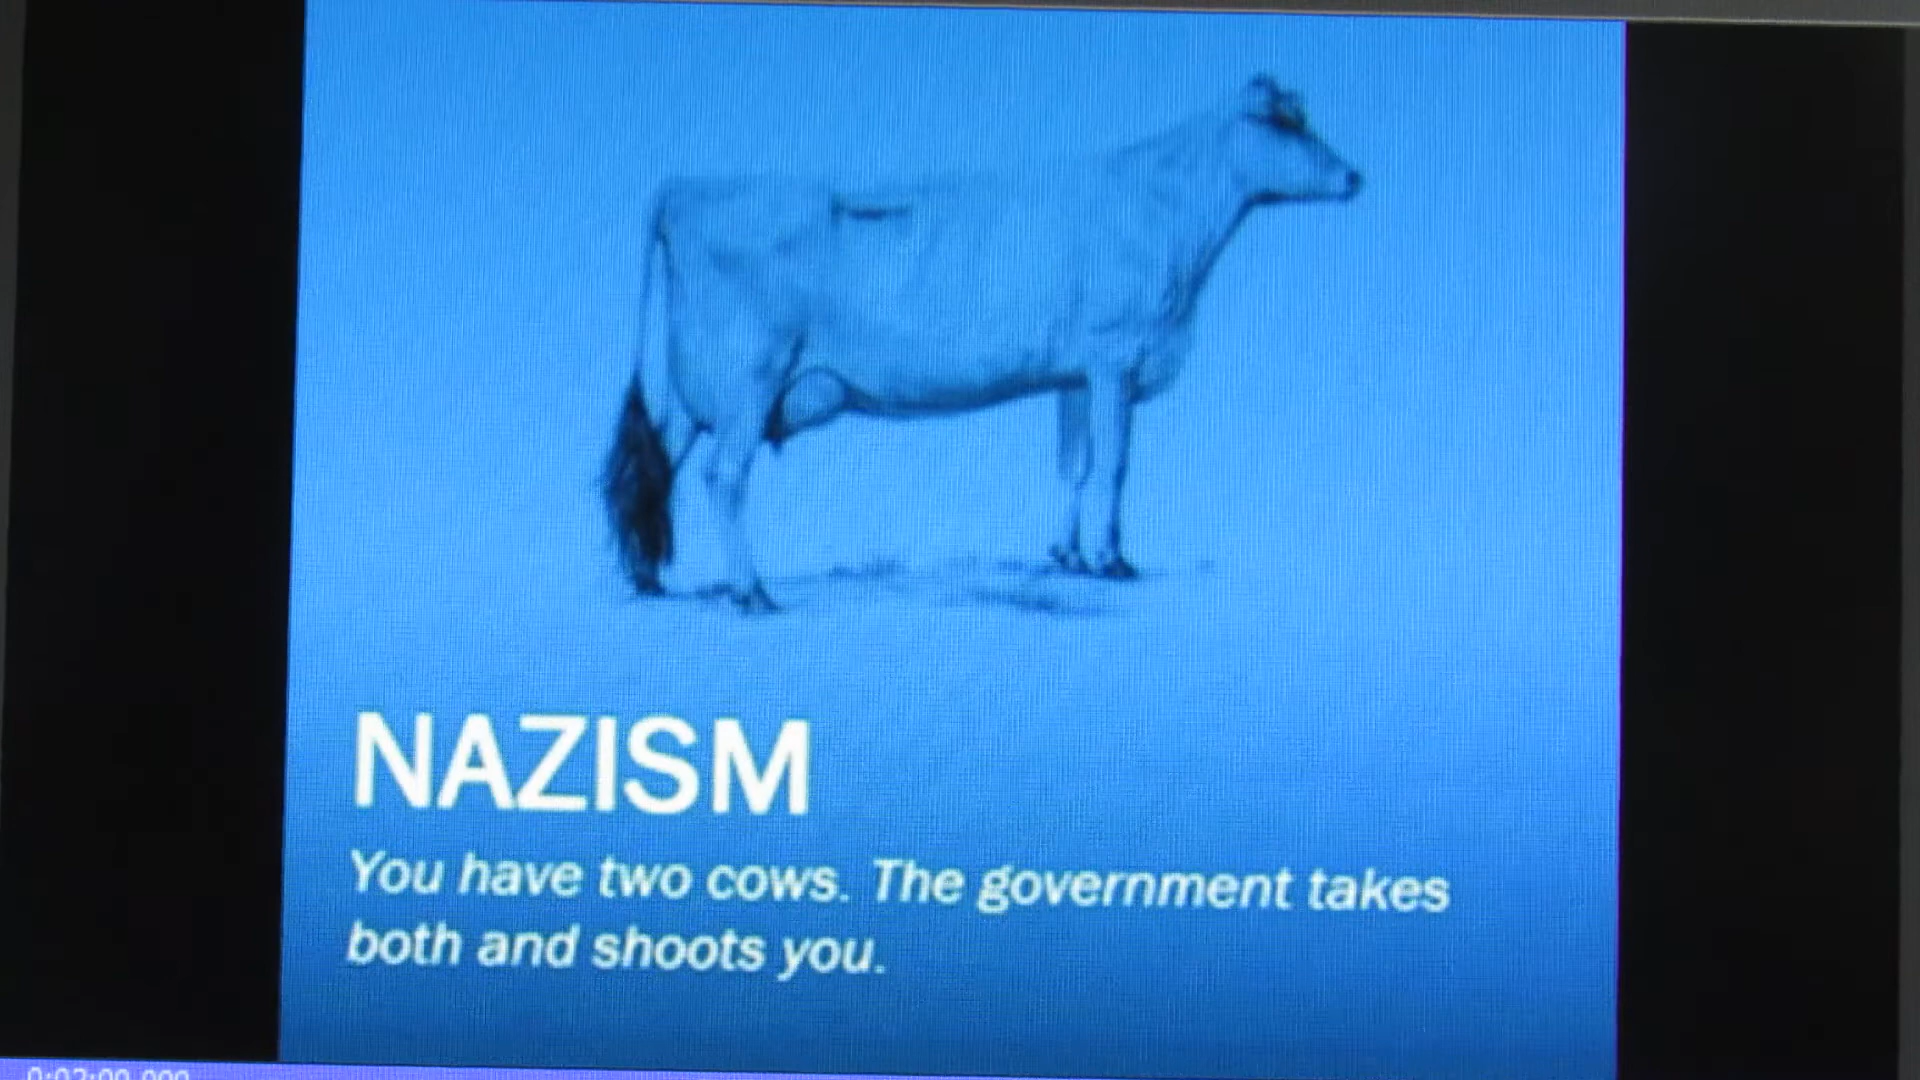 NAZISM
You have two cows. The government takes
both and shoots you.